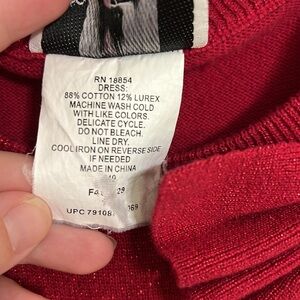 RN 18854
DRESS:
88% COTTON 12% LUREX
MACHINE WASH COLD
WITH LIKE COLORS.
DELICATE CYCLE.
DO NOT BLEACH.
LINE DRY.
COOL IRON ON REVERSE SIDE
IF NEEDED
MADE IN CHINA
UPC